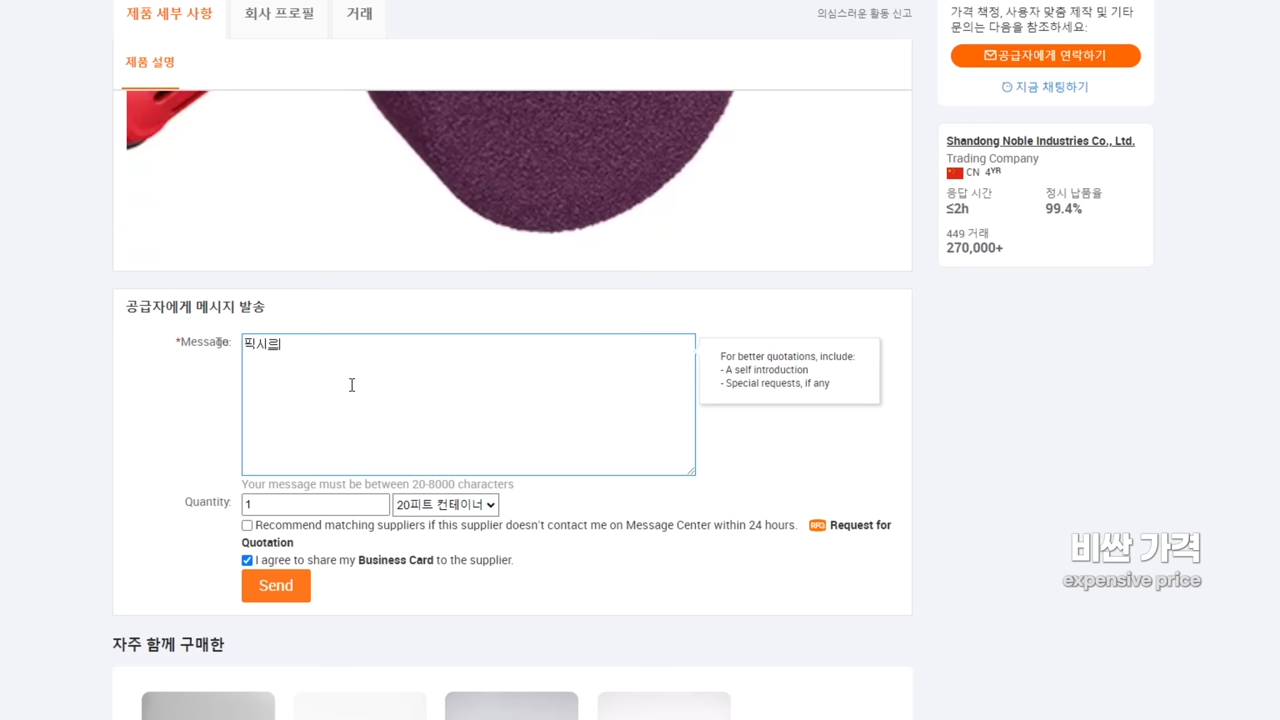 제품 세부 사항
회사 프로필
거래
의심스러운 활동 신고
제품 설명
가격 책정, 사용자 맞춤 제작 및 기타
문의는 다음을 참조하세요:
공급자에게 연락하기
지금 채팅하기
Shandong Noble Industries Co., Ltd.
Trading Company
CN 4YR
응답 시간
정시 납품율
≤2h
99.4%
449 거래
270,000+
공급자에게 메시지 발송
*Message:
픽시르
For better quotations, include:
- A self introduction
- Special requests, if any
Your message must be between 20-8000 characters
Quantity:
1
20피트 컨테이너
Recommend matching suppliers if this supplier doesn't contact me on Message Center within 24 hours. RFQ Request for
Quotation
I agree to share my Business Card to the supplier.
Send
비싼 가격
expensive price
자주 함께 구매한